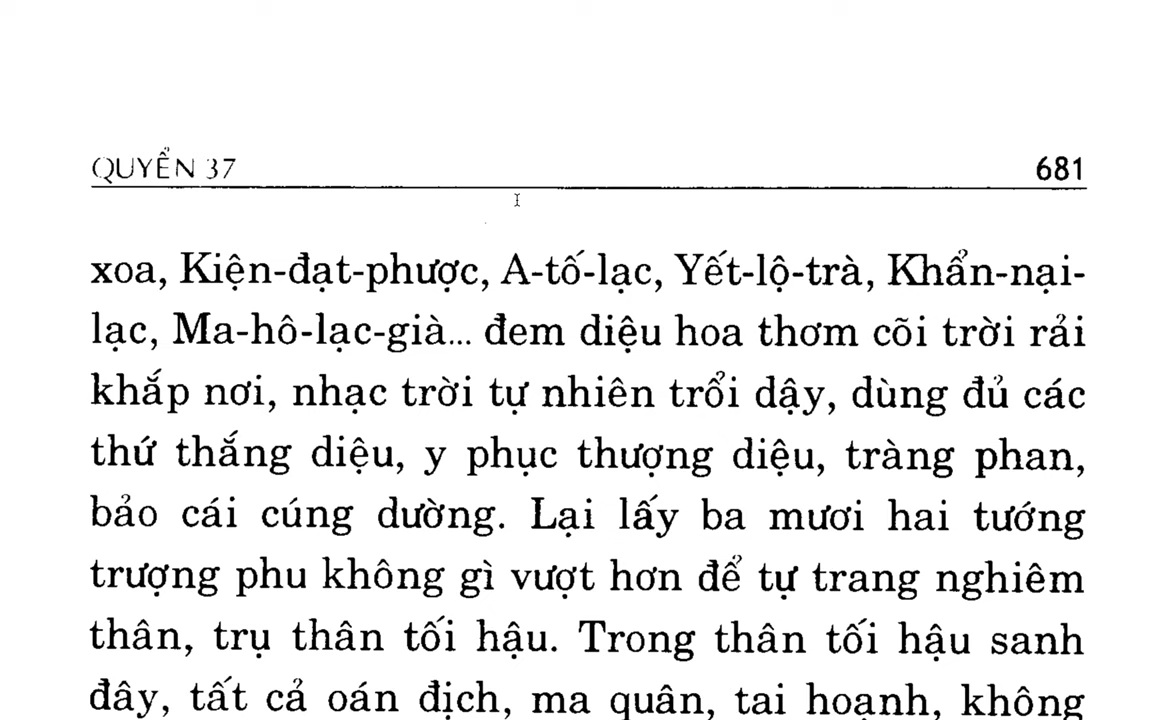 QUYỂN 37 681
xoa, Kiện-đạt-phược, A-tố-lạc, Yết-lộ-trà, Khẩn-nại-
lạc, Ma-hô-lạc-già... đem diệu hoa thơm cõi trời rải
khắp nơi, nhạc trời tự nhiên trổi dậy, dùng đủ các
thứ thắng diệu, y phục thượng diệu, tràng phan,
bảo cái cúng dường. Lại lấy ba mươi hai tướng
trượng phu không gì vượt hơn để tự trang nghiêm
thân, trụ thân tối hậu. Trong thân tối hậu sanh
đây, tất cả oán địch, ma quân, tai hoạnh, không